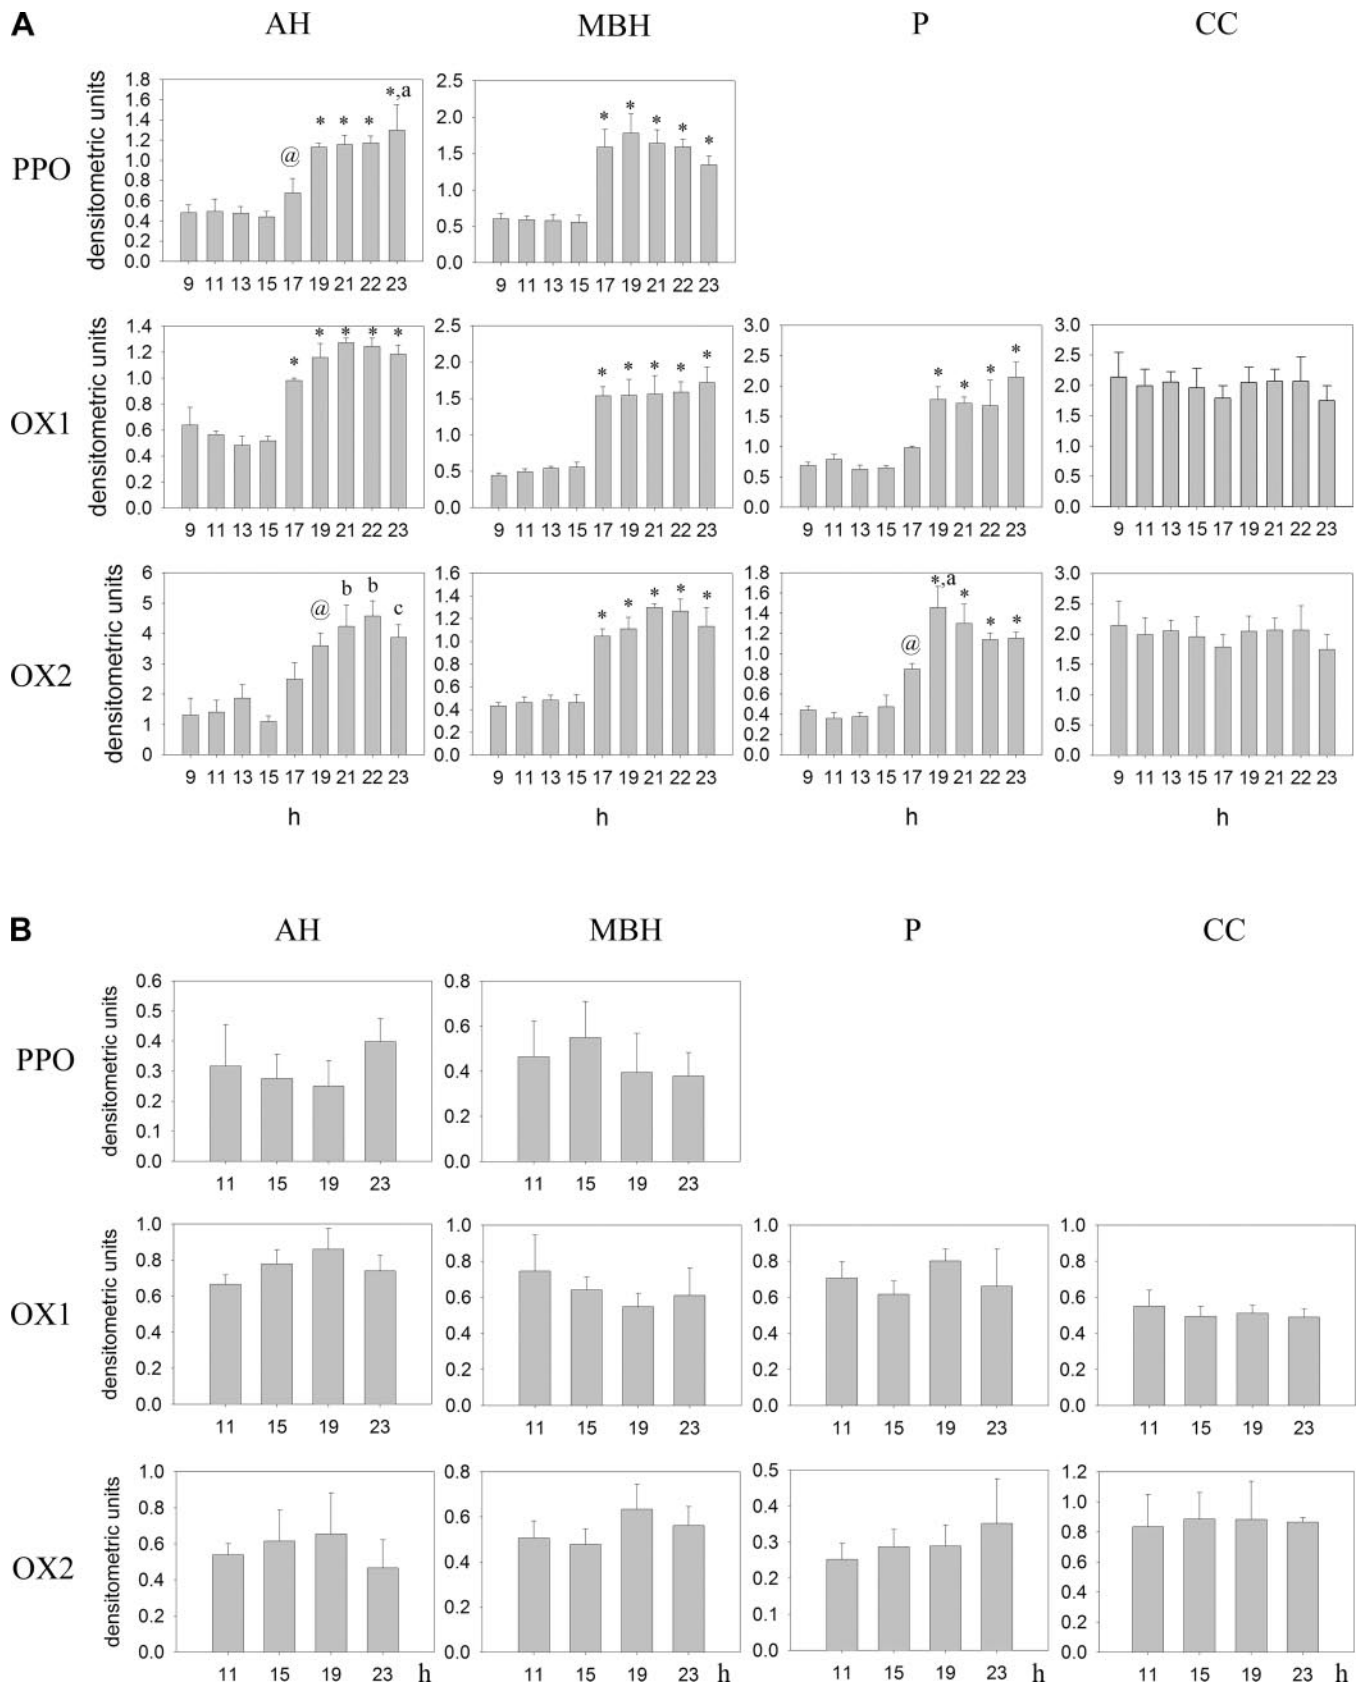 A AH MBH P CC
PPO
densitometric units
1.8
1.6
1.4
1.2
1.0
0.8
0.6
0.4
0.2
0.0
@ * * * *,a
9 11 13 15 17 19 21 22 23
2.5
2.0
1.5
1.0
0.5
0.0
* * * * *
9 11 13 15 17 19 21 22 23
OX1
densitometric units
1.4
1.2
1.0
0.8
0.6
0.4
0.2
0.0
* * * * *
9 11 13 15 17 19 21 22 23
2.5
2.0
1.5
1.0
0.5
0.0
* * * * *
9 11 13 15 17 19 21 22 23
3.0
2.5
2.0
1.5
1.0
0.5
0.0
* * * *
9 11 13 15 17 19 21 22 23
3.0
2.5
2.0
1.5
1.0
0.5
0.0
9 11 13 15 17 19 21 22 23
OX2
densitometric units
6
5
4
3
2
1
0
@ b b c
9 11 13 15 17 19 21 22 23
h
1.6
1.4
1.2
1.0
0.8
0.6
0.4
0.2
0.0
* * * * *
9 11 13 15 17 19 21 22 23
h
1.8
1.6
1.4
1.2
1.0
0.8
0.6
0.4
0.2
0.0
@ *,a * * *
9 11 13 15 17 19 21 22 23
h
3.0
2.5
2.0
1.5
1.0
0.5
0.0
9 11 13 15 17 19 21 22 23
h
B AH MBH P CC
PPO
densitometric units
0.6
0.5
0.4
0.3
0.2
0.1
0.0
11 15 19 23
0.8
0.6
0.4
0.2
0.0
11 15 19 23
OX1
densitometric units
1.0
0.8
0.6
0.4
0.2
0.0
11 15 19 23
1.0
0.8
0.6
0.4
0.2
0.0
11 15 19 23
1.0
0.8
0.6
0.4
0.2
0.0
11 15 19 23
1.0
0.8
0.6
0.4
0.2
0.0
11 15 19 23
OX2
densitometric units
1.0
0.8
0.6
0.4
0.2
0.0
11 15 19 23 h
0.8
0.6
0.4
0.2
0.0
11 15 19 23 h
0.5
0.4
0.3
0.2
0.1
0.0
11 15 19 23 h
1.2
1.0
0.8
0.6
0.4
0.2
0.0
11 15 19 23 h